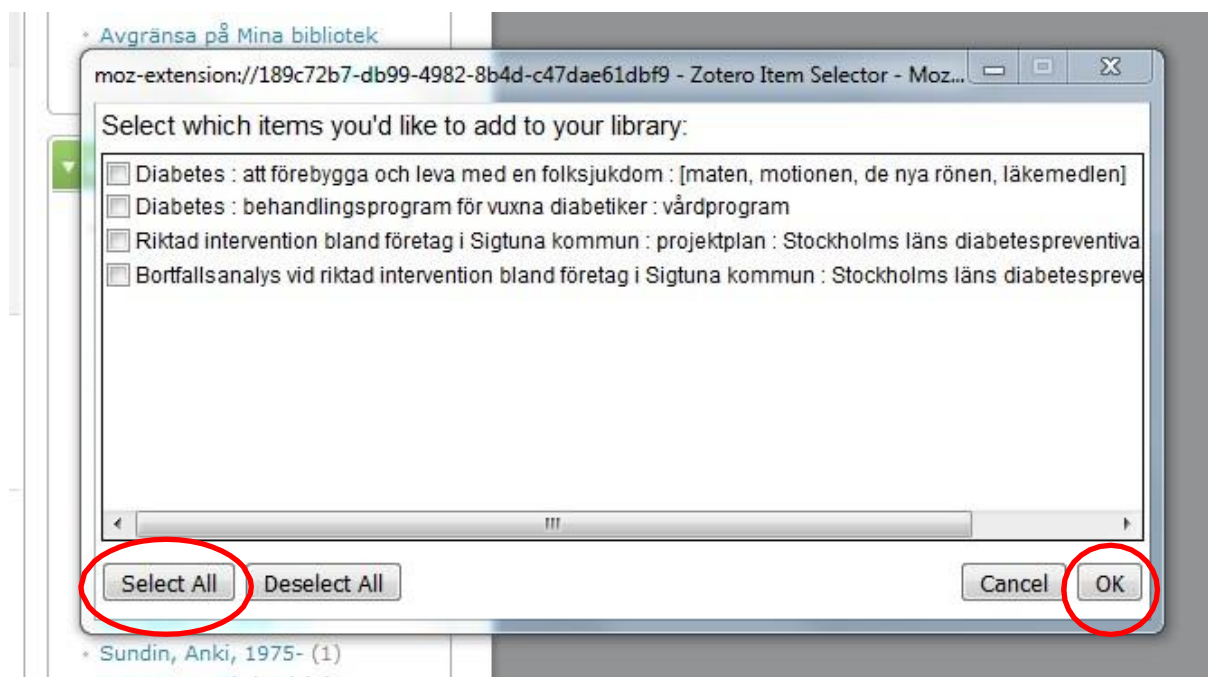 Avgränsa på Mina bibliotek
moz-extension://189c72b7-db99-4982-8b4d-c47dae61dbf9 - Zotero Item Selector - Moz...
Select which items you'd like to add to your library:
Diabetes : att förebygga och leva med en folksjukdom : [maten, motionen, de nya rönen, läkemedlen]
Diabetes : behandlingsprogram för vuxna diabetiker : vårdprogram
Riktad intervention bland företag i Sigtuna kommun : projektplan : Stockholms läns diabetespreventiva
Bortfallsanalys vid riktad intervention bland företag i Sigtuna kommun : Stockholms läns diabetespreve
Select All Deselect All Cancel OK
Sundin, Anki, 1975- (1)